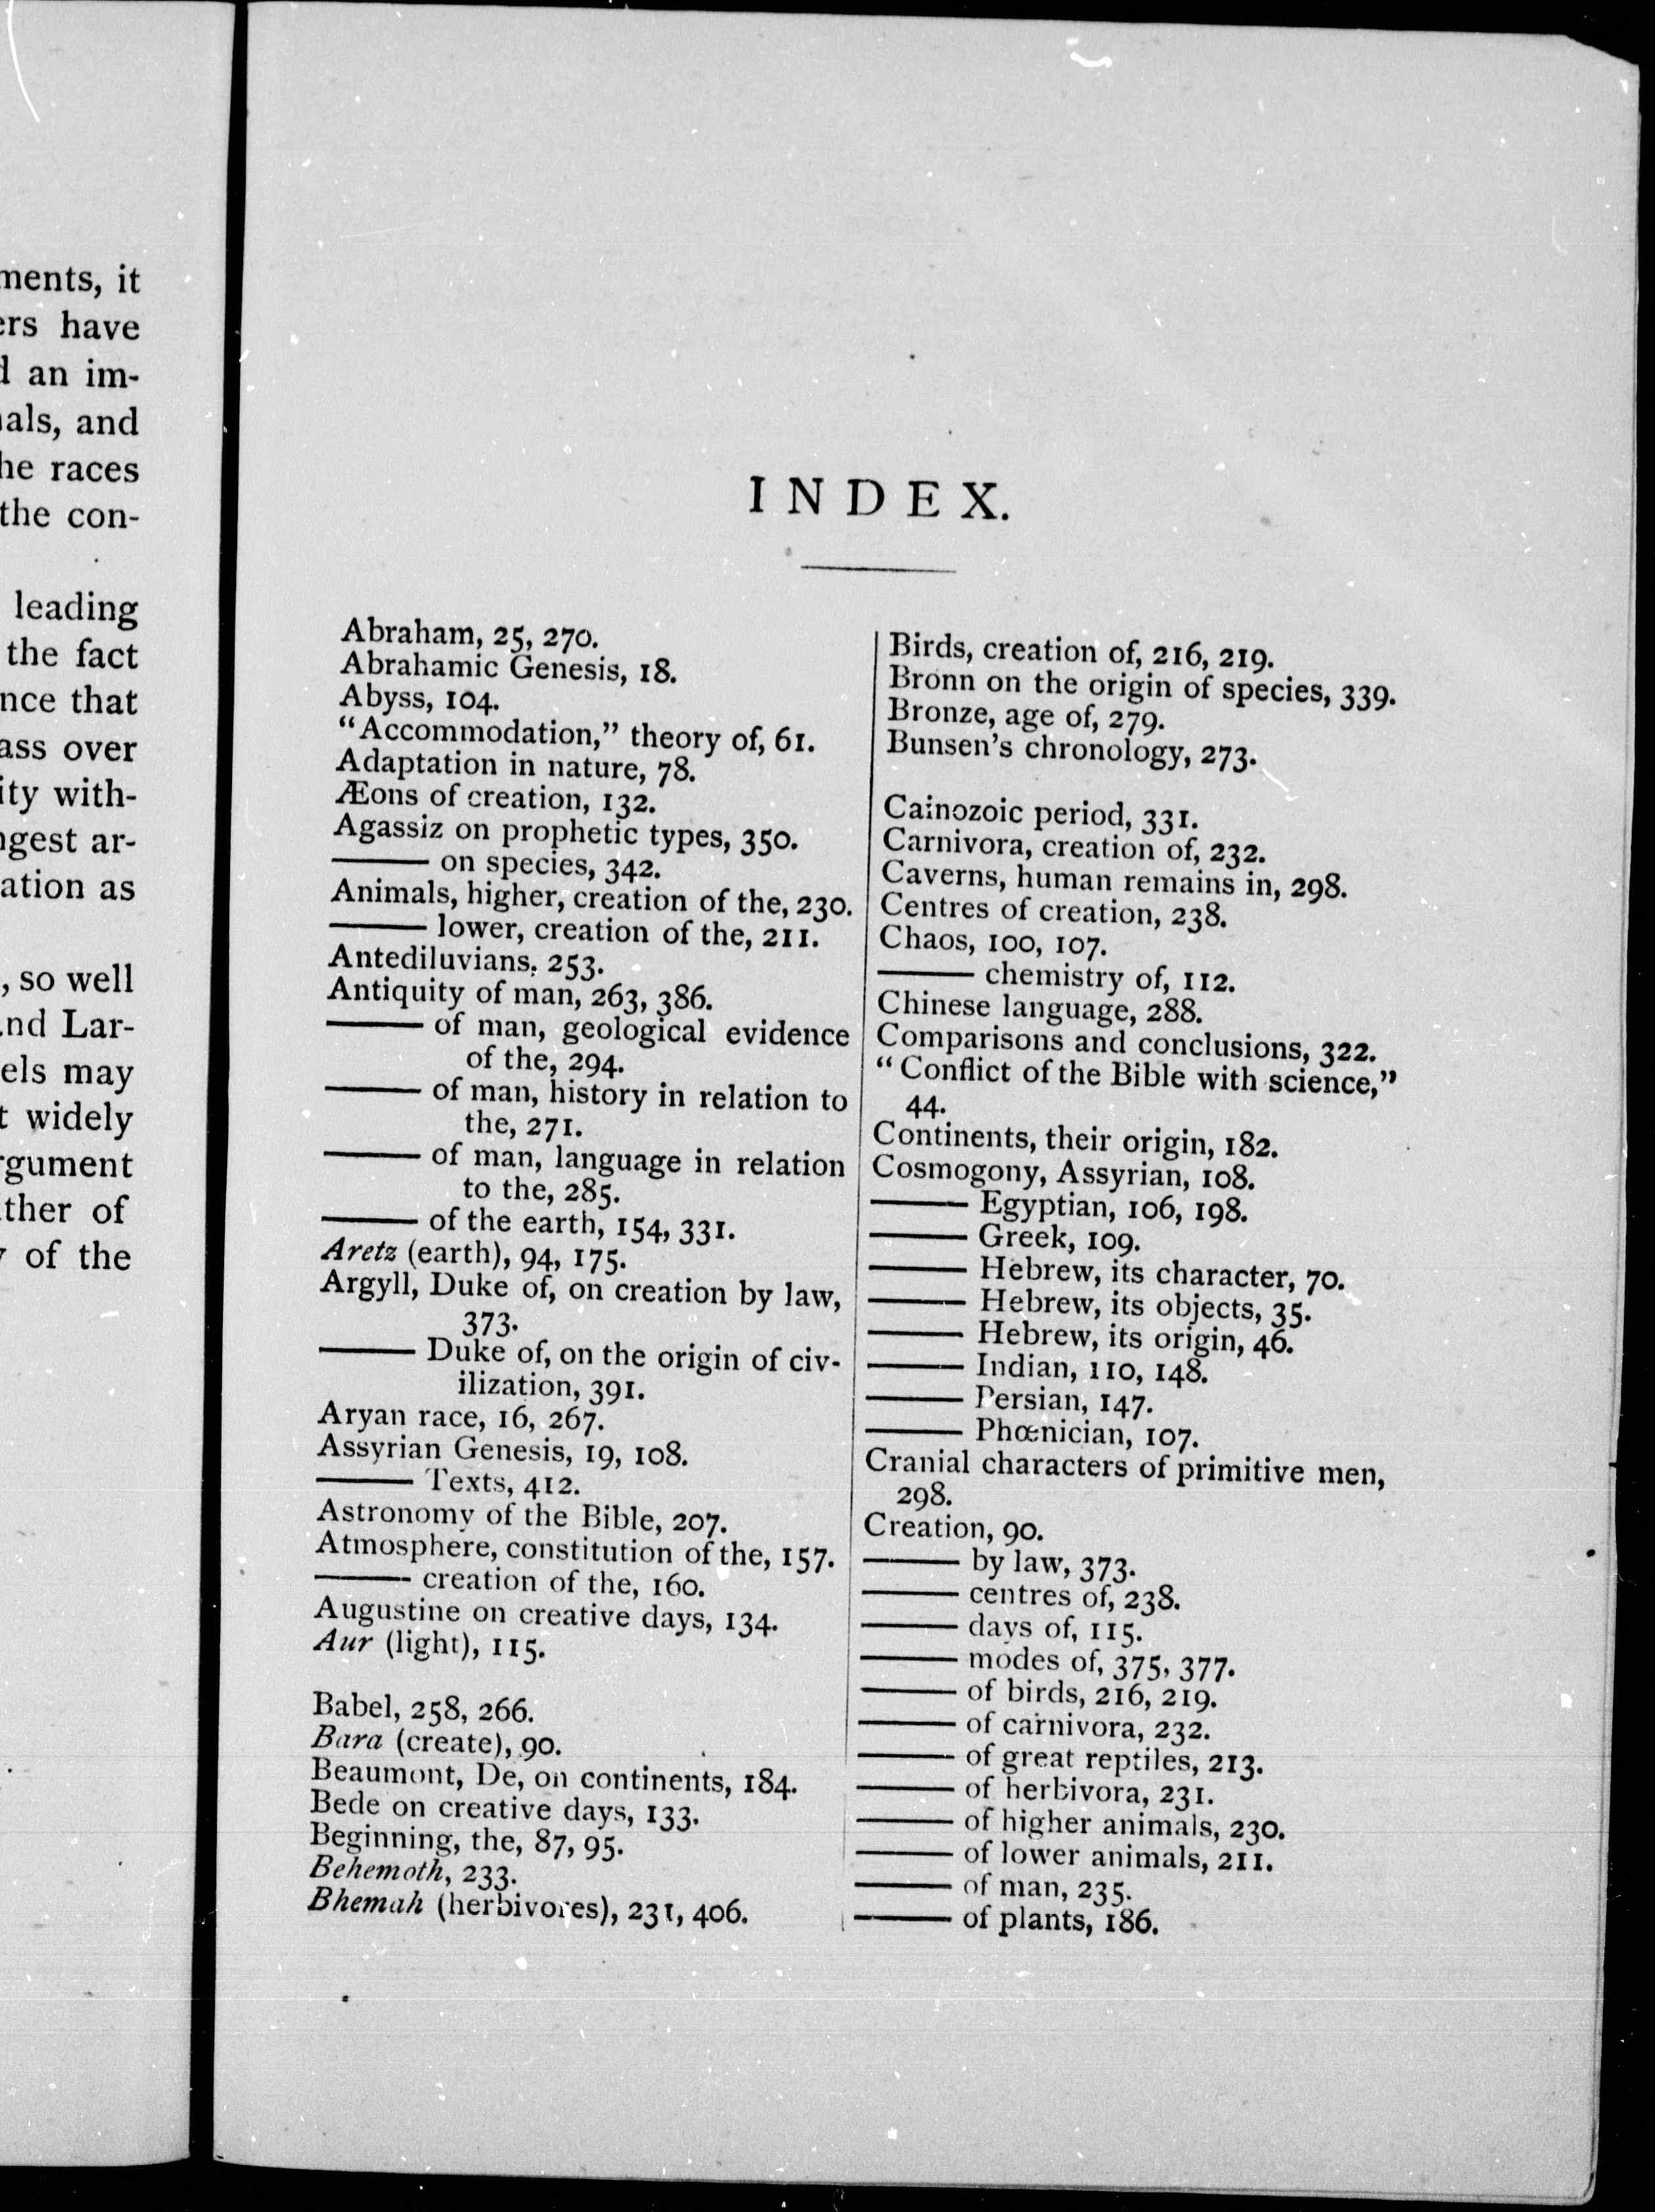 ments, it
ers have
d an im-
als, and
he races
the con-
leading
the fact
nce that
ass over
ity with-
ngest ar-
ation as
, so well
and Lar-
els may
t widely
rgument
ther of
of the
INDEX.
Abraham, 25, 270.
Abrahamic Genesis, 18.
Abyss, 104.
“Accommodation,” theory of, 61.
Adaptation in nature, 78.
Æons of creation, 132.
Agassiz on prophetic types, 350.
——— on species, 342.
Animals, higher, creation of the, 230.
——— lower, creation of the, 211.
Antediluvians, 253.
Antiquity of man, 263, 386.
——— of man, geological evidence
of the, 294.
——— of man, history in relation to
the, 271.
——— of man, language in relation
to the, 285.
——— of the earth, 154, 331.
Aretz (earth), 94, 175.
Argyll, Duke of, on creation by law,
373.
——— Duke of, on the origin of civ-
ilization, 391.
Aryan race, 16, 267.
Assyrian Genesis, 19, 108.
——— Texts, 412.
Astronomy of the Bible, 207.
Atmosphere, constitution of the, 157.
——— creation of the, 160.
Augustine on creative days, 134.
Aur (light), 115.
Babel, 258, 266.
Bara (create), 90.
Beaumont, De, on continents, 184.
Bede on creative days, 133.
Beginning, the, 87, 95.
Behemoth, 233.
Bhemah (herbivores), 231, 406.
Birds, creation of, 216, 219.
Bronn on the origin of species, 339.
Bronze, age of, 279.
Bunsen’s chronology, 273.
Cainozoic period, 331.
Carnivora, creation of, 232.
Caverns, human remains in, 298.
Centres of creation, 238.
Chaos, 100, 107.
——— chemistry of, 112.
Chinese language, 288.
Comparisons and conclusions, 322.
“Conflict of the Bible with science,”
44.
Continents, their origin, 182.
Cosmogony, Assyrian, 108.
——— Egyptian, 106, 198.
——— Greek, 109.
——— Hebrew, its character, 70.
——— Hebrew, its objects, 35.
——— Hebrew, its origin, 46.
——— Indian, 110, 148.
——— Persian, 147.
——— Phœnician, 107.
Cranial characters of primitive men,
298.
Creation, 90.
——— by law, 373.
——— centres of, 238.
——— days of, 115.
——— modes of, 375, 377.
——— of birds, 216, 219.
——— of carnivora, 232.
——— of great reptiles, 213.
——— of herbivora, 231.
——— of higher animals, 230.
——— of lower animals, 211.
——— of man, 235.
——— of plants, 186.